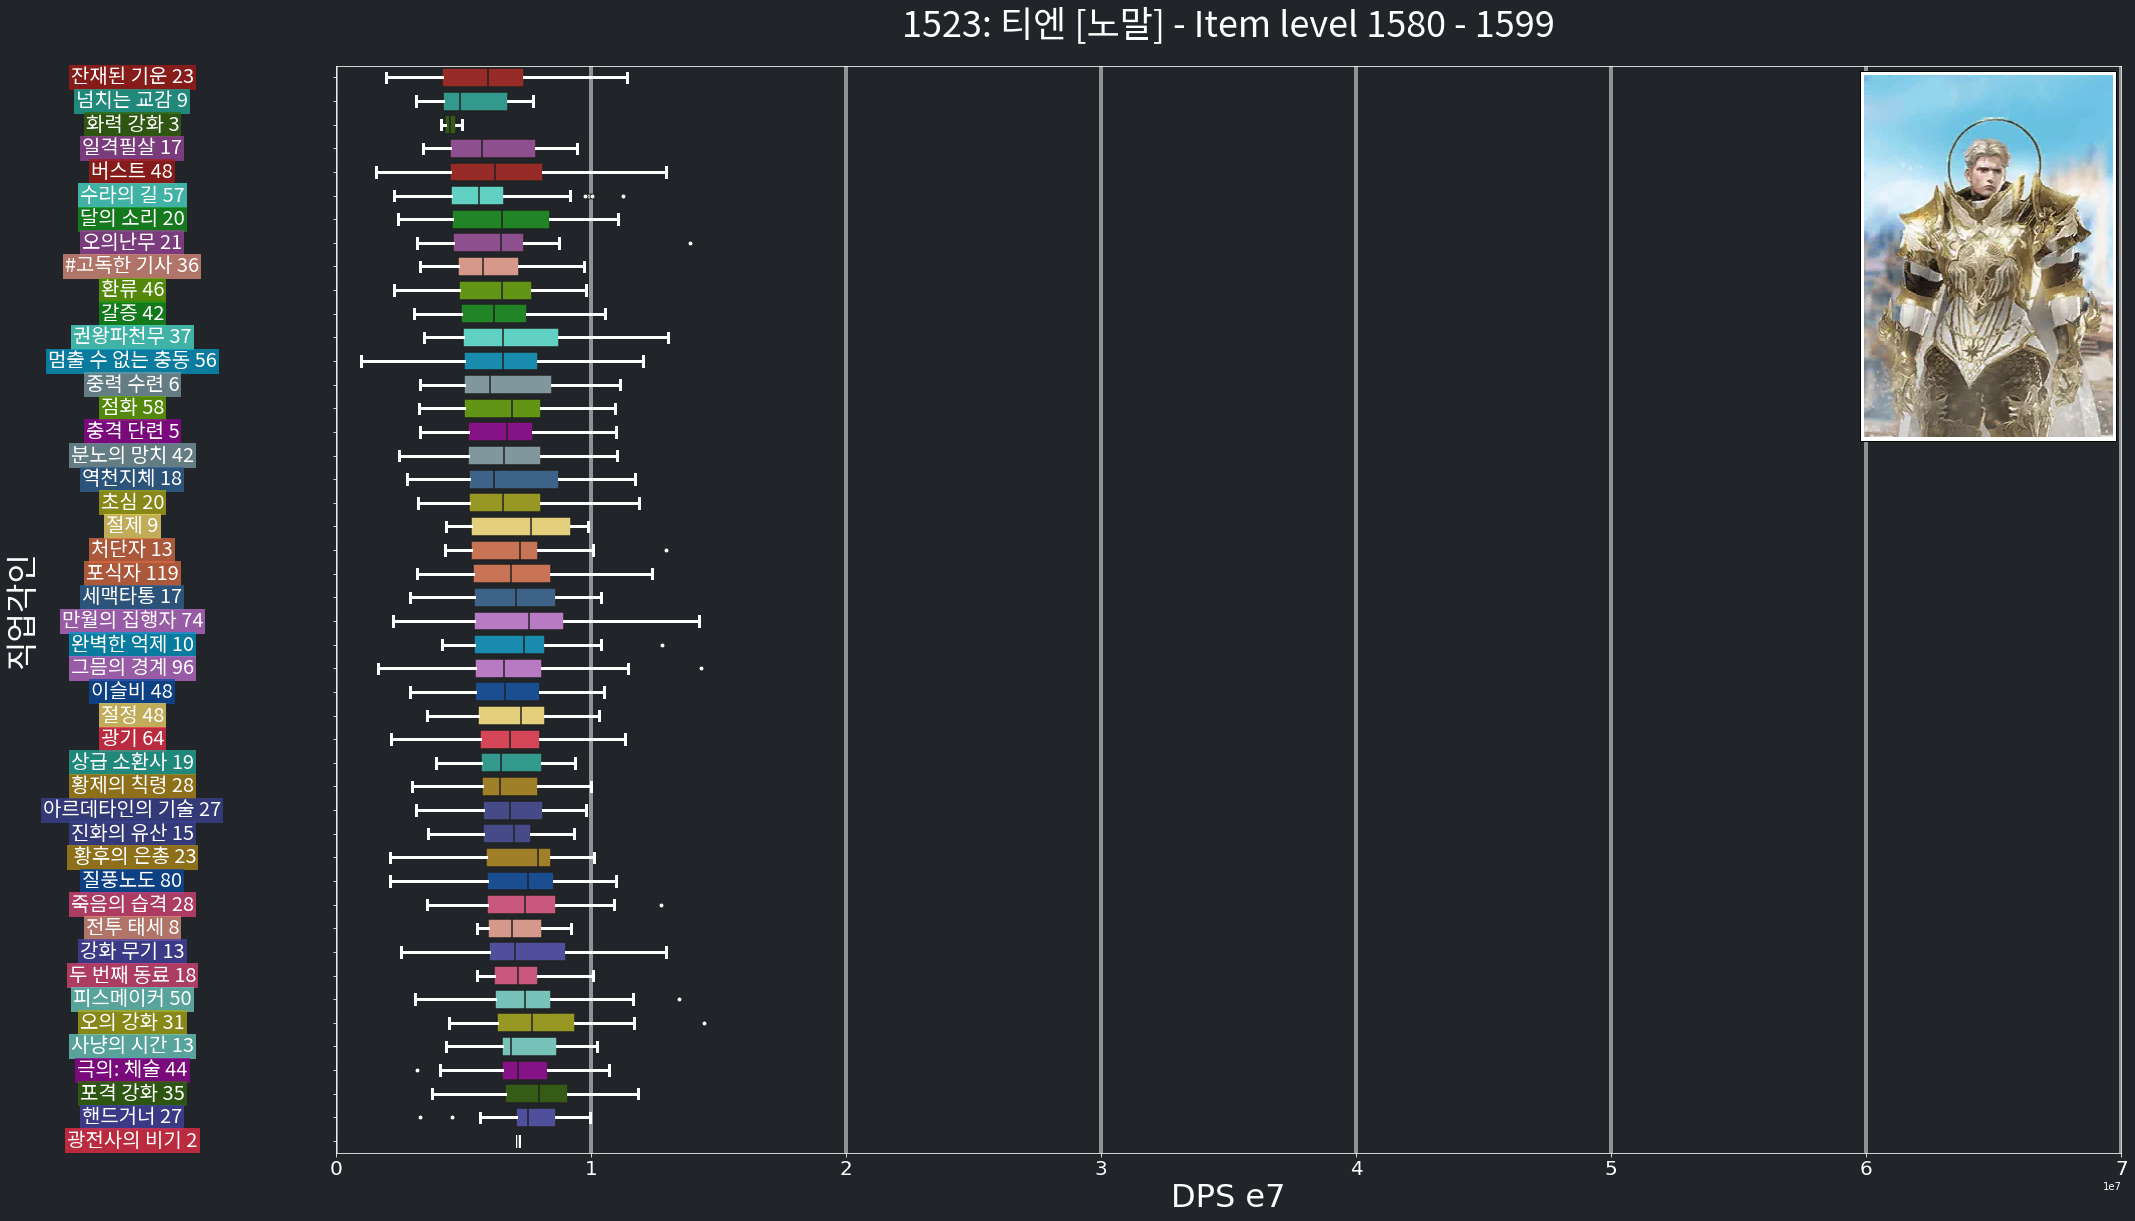 1523: 티엔 [노말] - Item level 1580 - 1599
직업각인
잔재된 기운 23
넘치는 교감 9
화력 강화 3
일격필살 17
버스트 48
수라의 길 57
달의 소리 20
오의난무 21
#고독한 기사 36
환류 46
갈증 42
권왕파천무 37
멈출 수 없는 충동 56
중력 수련 6
점화 58
충격 단련 5
분노의 망치 42
역천지체 18
초심 20
절제 9
처단자 13
포식자 119
세맥타통 17
만월의 집행자 74
완벽한 억제 10
그믐의 경계 96
이슬비 48
절정 48
광기 64
상급 소환사 19
황제의 칙령 28
아르데타인의 기술 27
진화의 유산 15
황후의 은총 23
질풍노도 80
죽음의 습격 28
전투 태세 8
강화 무기 13
두 번째 동료 18
피스메이커 50
오의 강화 31
사냥의 시간 13
극의: 체술 44
포격 강화 35
핸드거너 27
광전사의 비기 2
0 1 2 3 4 5 6 7
1e7
DPS e7